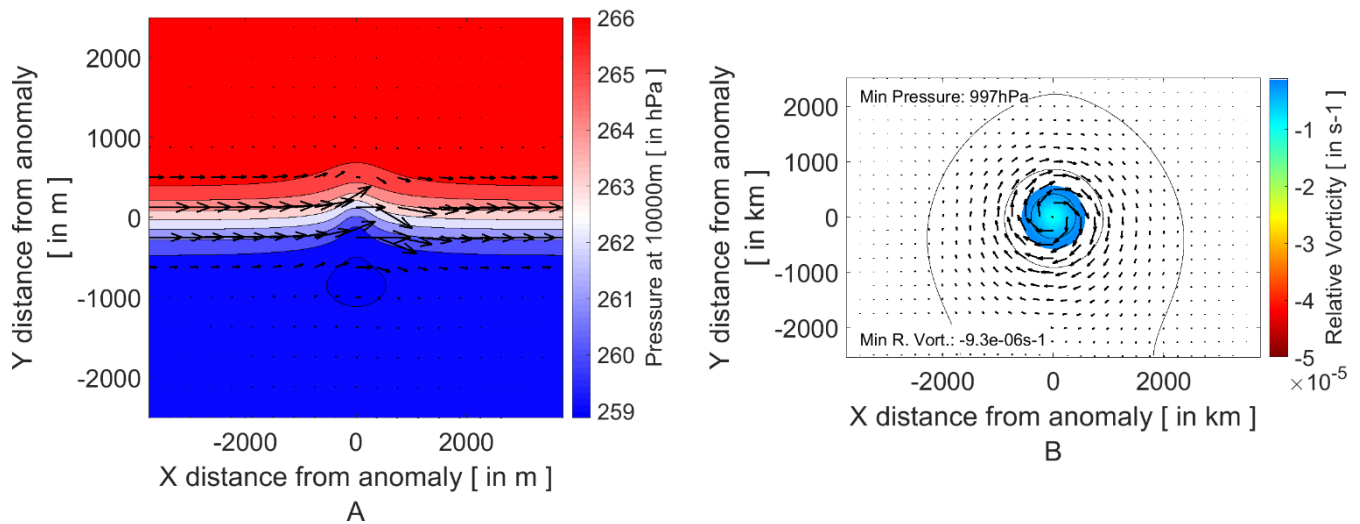 2000
1000
0
-1000
-2000
Y distance from anomaly
[ in m ]
-2000
0
2000
X distance from anomaly [ in m ]
A
266
265
264
263
262
261
260
259
Pressure at 10000m [ in hPa]
Min Pressure: 997hPa
Min R. Vort.: -9.3e-06s-1
2000
1000
0
-1000
-2000
Y distance from anomaly
[ in km ]
-2000
0
2000
X distance from anomaly [ in km ]
B
-1
-2
-3
-4
-5
×10-5
Relative Vorticity [ in s-1 ]